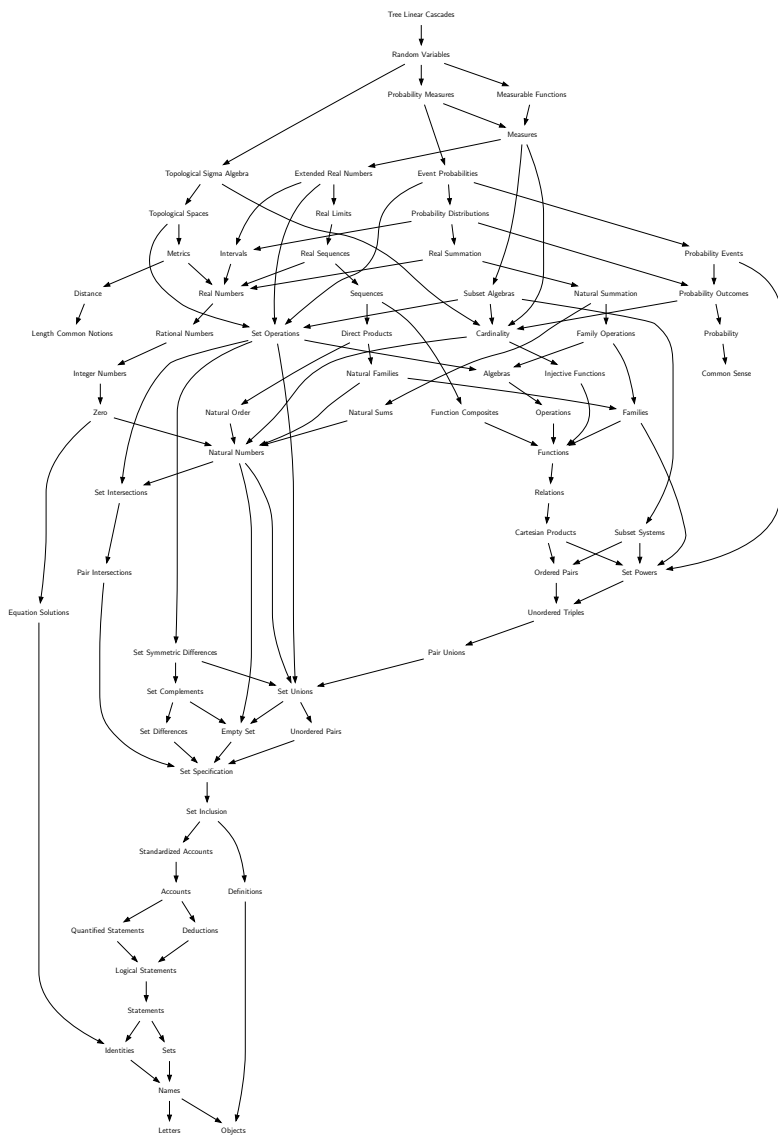 Tree Linear Cascades
Random Variables
Probability Measures
Measurable Functions
Measures
Topological Sigma Algebra
Extended Real Numbers
Event Probabilities
Topological Spaces
Real Limits
Probability Distributions
Metrics
Intervals
Real Sequences
Real Summation
Probability Events
Distance
Real Numbers
Sequences
Subset Algebras
Natural Summation
Probability Outcomes
Length Common Notions
Rational Numbers
Set Operations
Direct Products
Cardinality
Family Operations
Probability
Integer Numbers
Natural Families
Algebras
Injective Functions
Common Sense
Zero
Natural Order
Natural Sums
Function Composites
Operations
Families
Natural Numbers
Functions
Set Intersections
Relations
Cartesian Products
Subset Systems
Pair Intersections
Ordered Pairs
Set Powers
Equation Solutions
Unordered Triples
Set Symmetric Differences
Pair Unions
Set Complements
Set Unions
Set Differences
Empty Set
Unordered Pairs
Set Specification
Set Inclusion
Standardized Accounts
Accounts
Definitions
Quantified Statements
Deductions
Logical Statements
Statements
Identities
Sets
Names
Letters
Objects